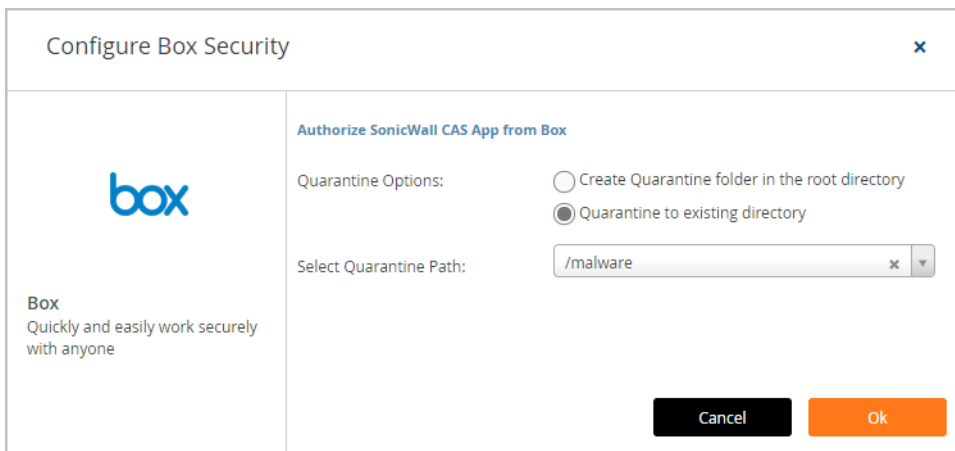 Configure Box Security
box
Box
Quickly and easily work securely
with anyone
Authorize SonicWall CAS App from Box
Quarantine Options:
Create Quarantine folder in the root directory
Quarantine to existing directory
Select Quarantine Path:
/malware
Cancel
Ok